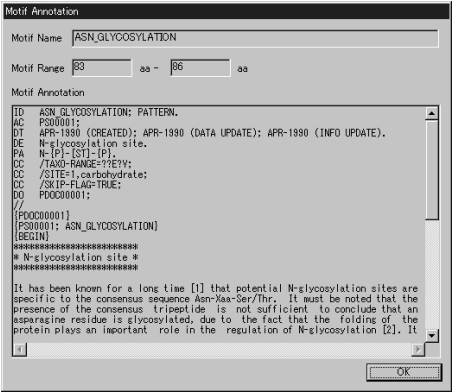 Motif Annotation
Motif Name ASN_GLYCOSYLATION
Motif Range 83 aa - 86 aa
Motif Annotation
ID ASN_GLYCOSYLATION; PATTERN.
AC PS00001;
DT APR-1990 (CREATED); APR-1990 (DATA UPDATE); APR-1990 (INFO UPDATE).
DE N-glycosylation site.
PA N-{P}-[ST]-{P}.
CC /TAXO-RANGE=??E?V;
CC /SITE=1,carbohydrate;
CC /SKIP-FLAG=TRUE;
DO PDOC00001;
//
{PDOC00001}
{PS00001; ASN_GLYCOSYLATION}
{BEGIN}
************************
* N-glycosylation site *
************************
It has been known for a long time [1] that potential N-glycosylation sites are
specific to the consensus sequence Asn-Xaa-Ser/Thr. It must be noted that the
presence of the consensus tripeptide is not sufficient to conclude that an
asparagine residue is glycosylated, due to the fact that the folding of the
protein plays an important role in the regulation of N-glycosylation [2]. It
OK